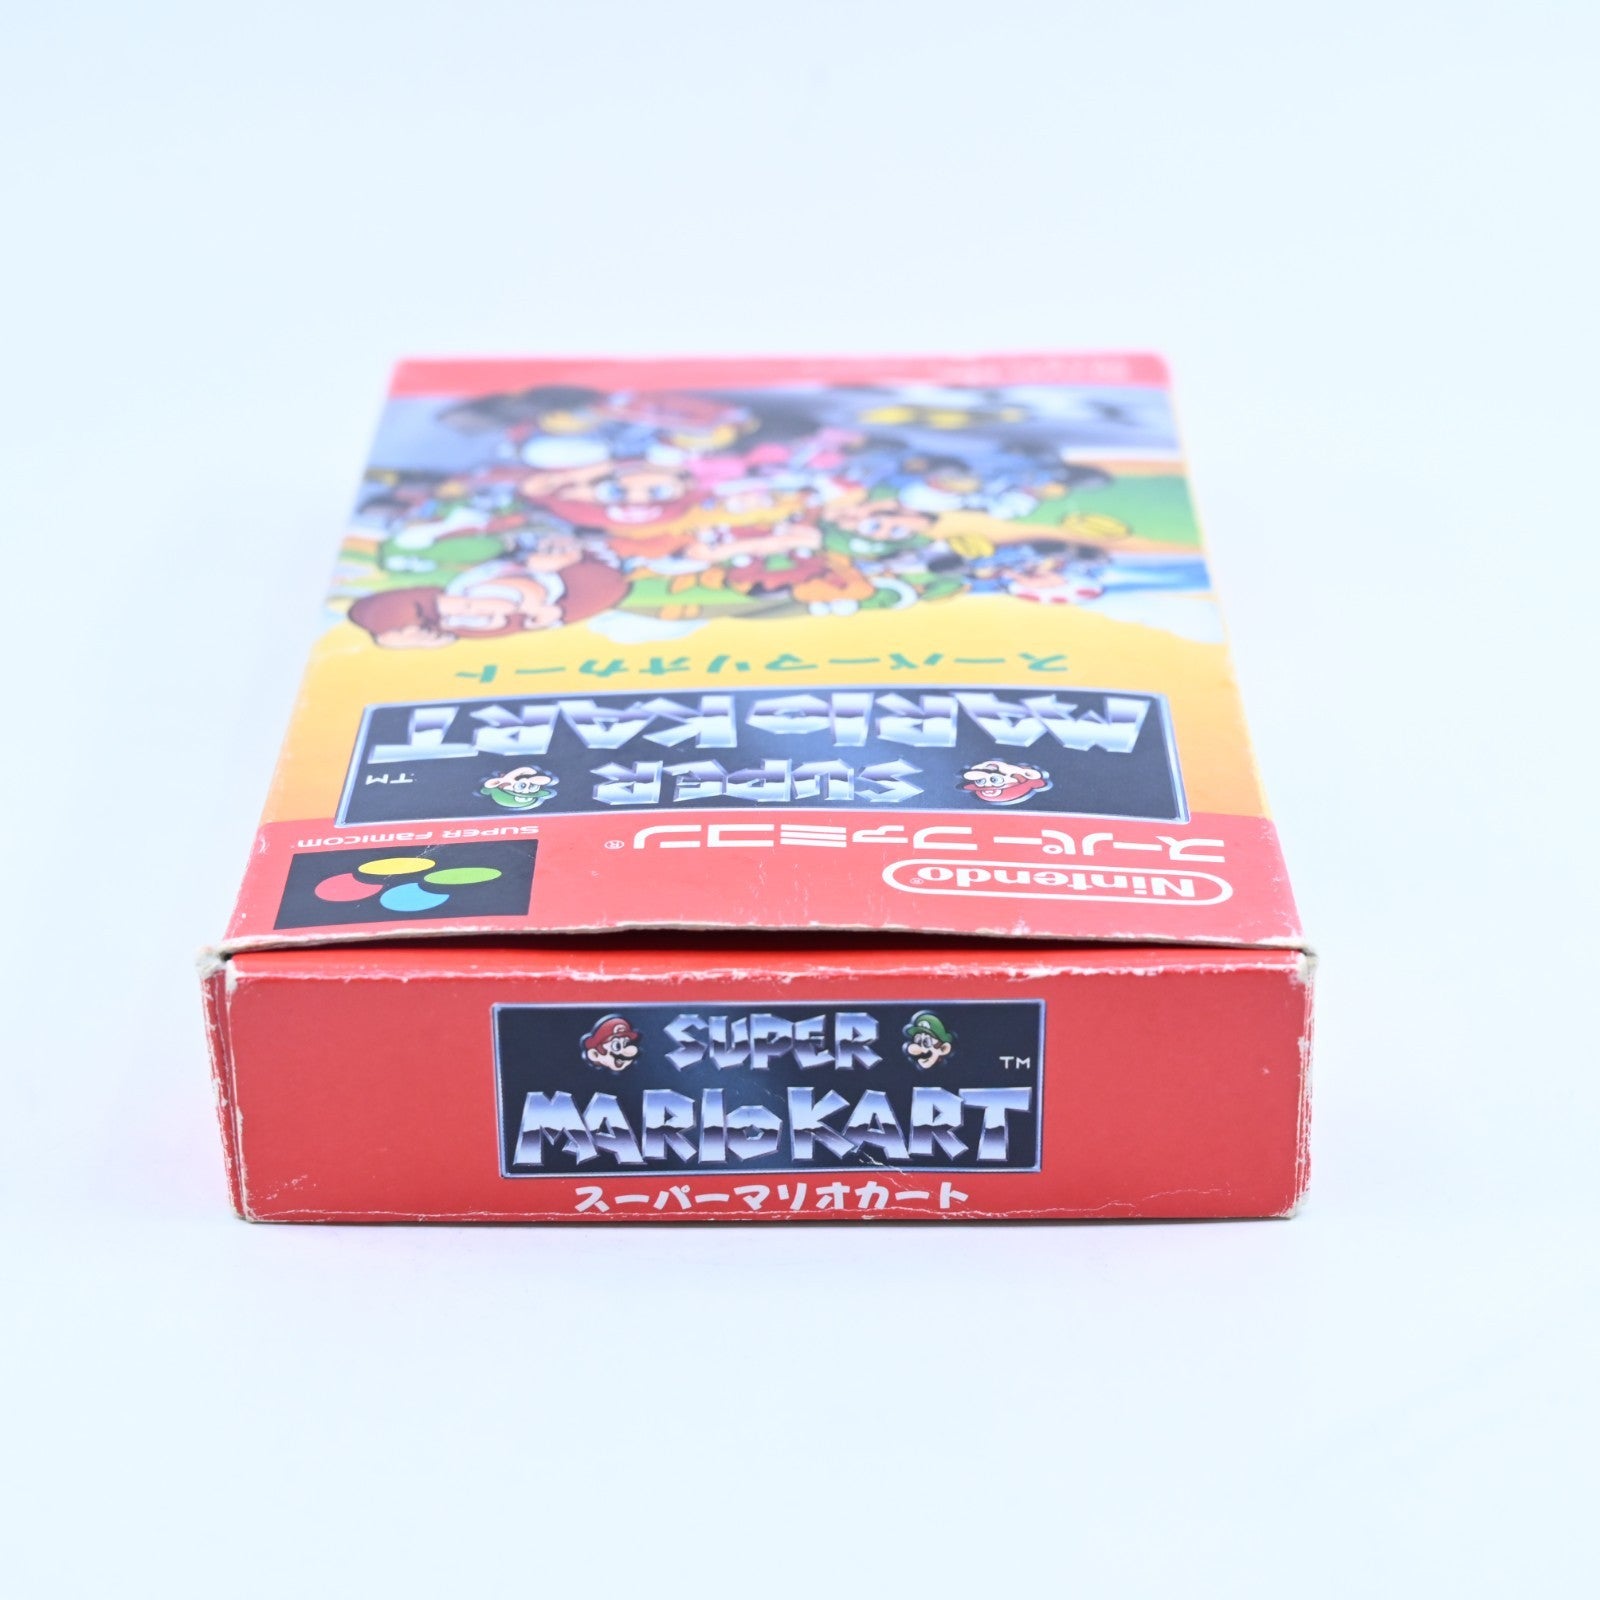 スーパーマリオカート
MARIO KART
SUPER
TM
スーパーファミコン®
SUPER FAMICOM
Nintendo®
SUPER
TM
MARIO KART
スーパーマリオカート